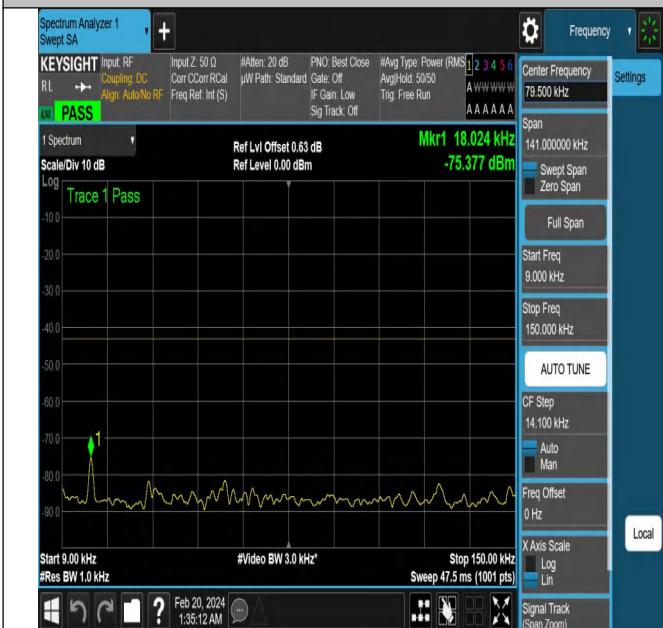 Spectrum Analyzer 1
Swept SA
+
Frequency
KEYSIGHT
RL
Input: RF
Coupling: DC
Align: Auto/No RF
Input Z: 50 Ω
Corr CCorr RCal
Freq Ref: Int (S)
#Atten: 20 dB
µW Path: Standard
PNO: Best Close
Gate: Off
IF Gain: Low
Sig Track: Off
#Avg Type: Power (RMS
Avg|Hold: 50/50
Trig: Free Run
1 2 3 4 5 6
A W W W W W
A A A A A A
LXI
PASS
1 Spectrum
Scale/Div 10 dB
Ref Lvl Offset 0.63 dB
Ref Level 0.00 dBm
Mkr1 18.024 kHz
-75.377 dBm
Log
Trace 1 Pass
-10.0
-20.0
-30.0
-40.0
-50.0
-60.0
-70.0
-80.0
-90.0
1
Start 9.00 kHz
#Res BW 1.0 kHz
#Video BW 3.0 kHz*
Stop 150.00 kHz
Sweep 47.5 ms (1001 pts)
?
Feb 20, 2024
1:35:12 AM
Center Frequency
79.500 kHz
Settings
Span
141.000000 kHz
Swept Span
Zero Span
Full Span
Start Freq
9.000 kHz
Stop Freq
150.000 kHz
AUTO TUNE
CF Step
14.100 kHz
Auto
Man
Freq Offset
0 Hz
Local
X Axis Scale
Log
Lin
Signal Track
(Span Zoom)